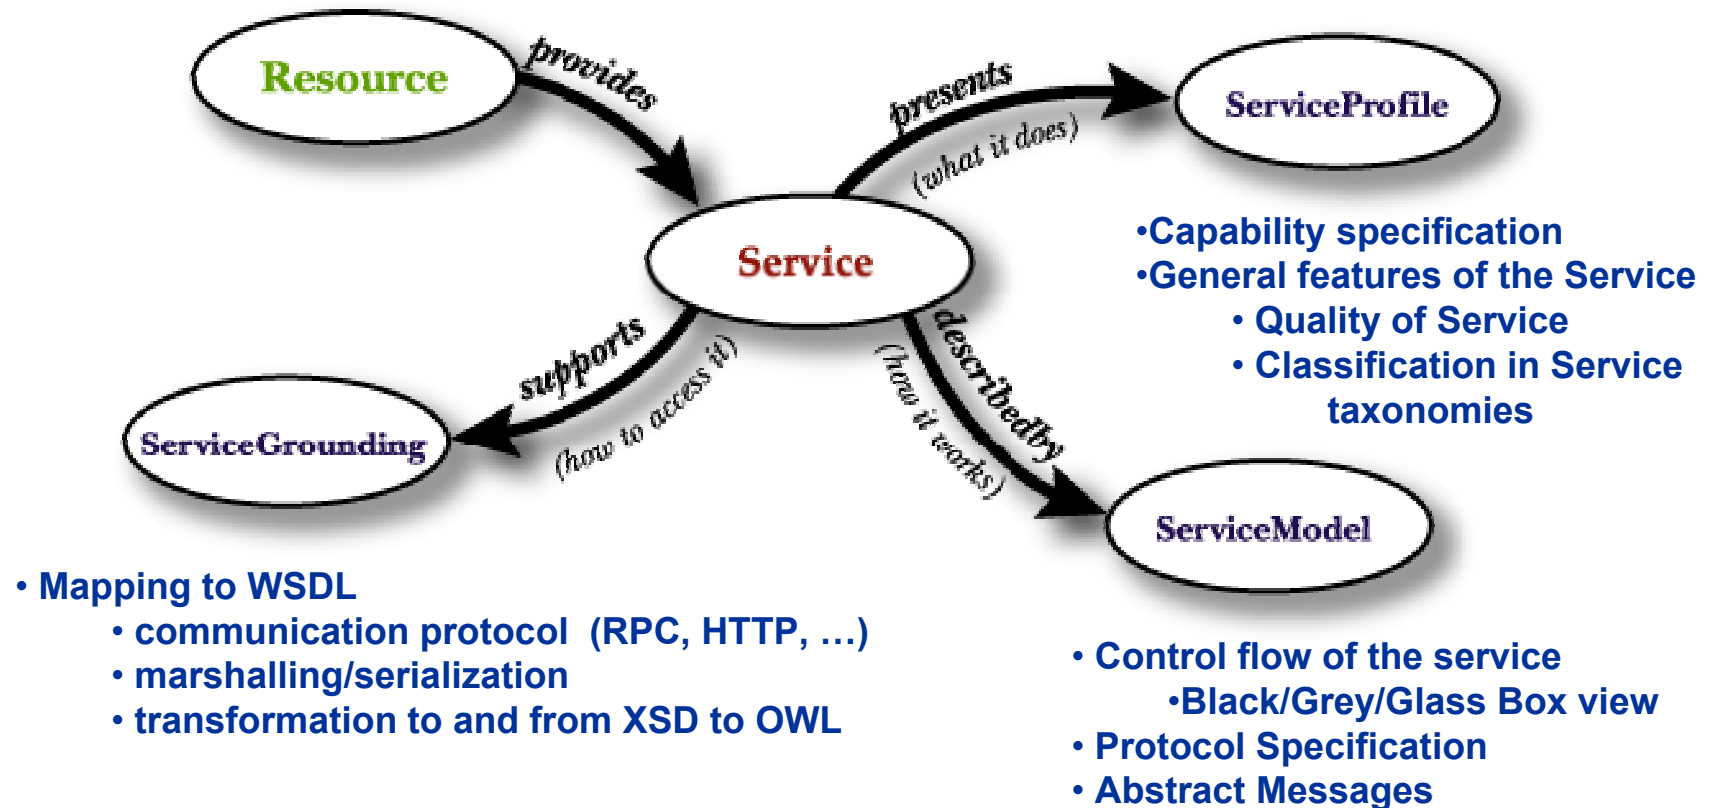 Resource
provides
presents
(what it does)
ServiceProfile
Service
•Capability specification
•General features of the Service
• Quality of Service
• Classification in Service
taxonomies
supports
(how to access it)
describedby
(how it works)
ServiceGrounding
ServiceModel
• Mapping to WSDL
• communication protocol (RPC, HTTP, …)
• marshalling/serialization
• transformation to and from XSD to OWL
• Control flow of the service
•Black/Grey/Glass Box view
• Protocol Specification
• Abstract Messages